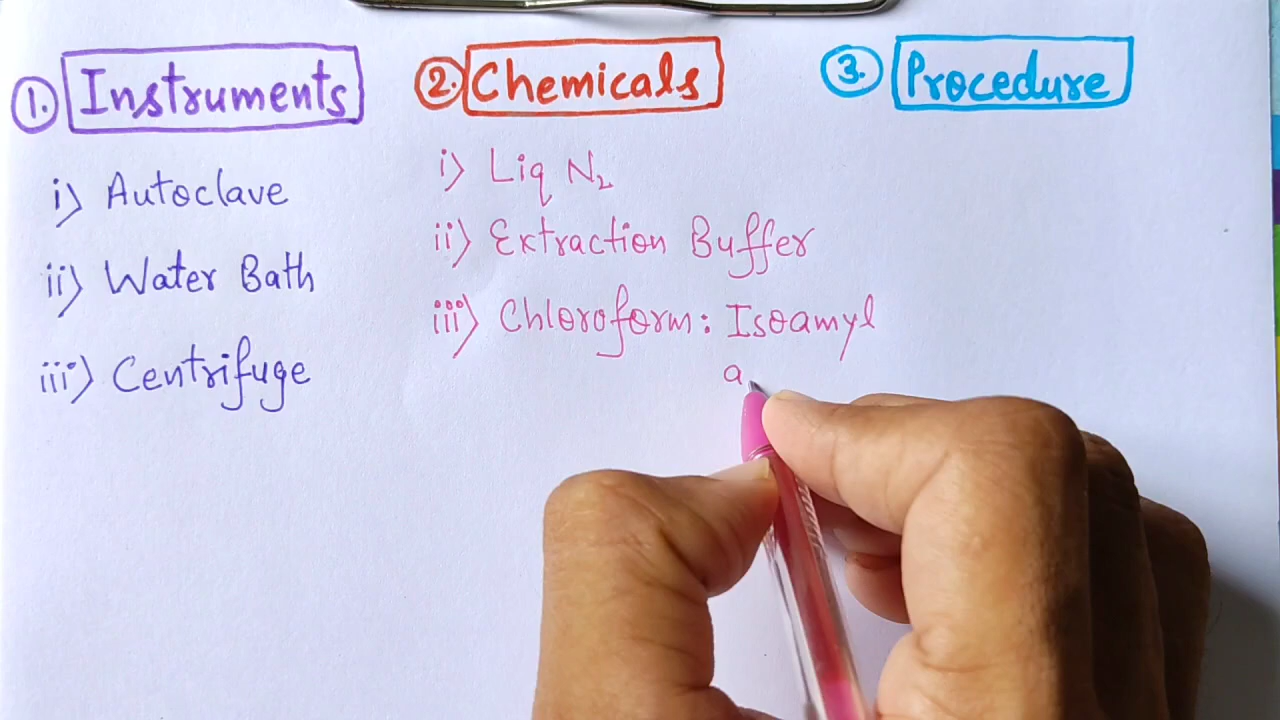 1. Instruments
i) Autoclave
ii) Water Bath
iii) Centrifuge
2. Chemicals
i) Liq N₂
ii) Extraction Buffer
iii) Chloroform: Isoamyl
a
3. Procedure